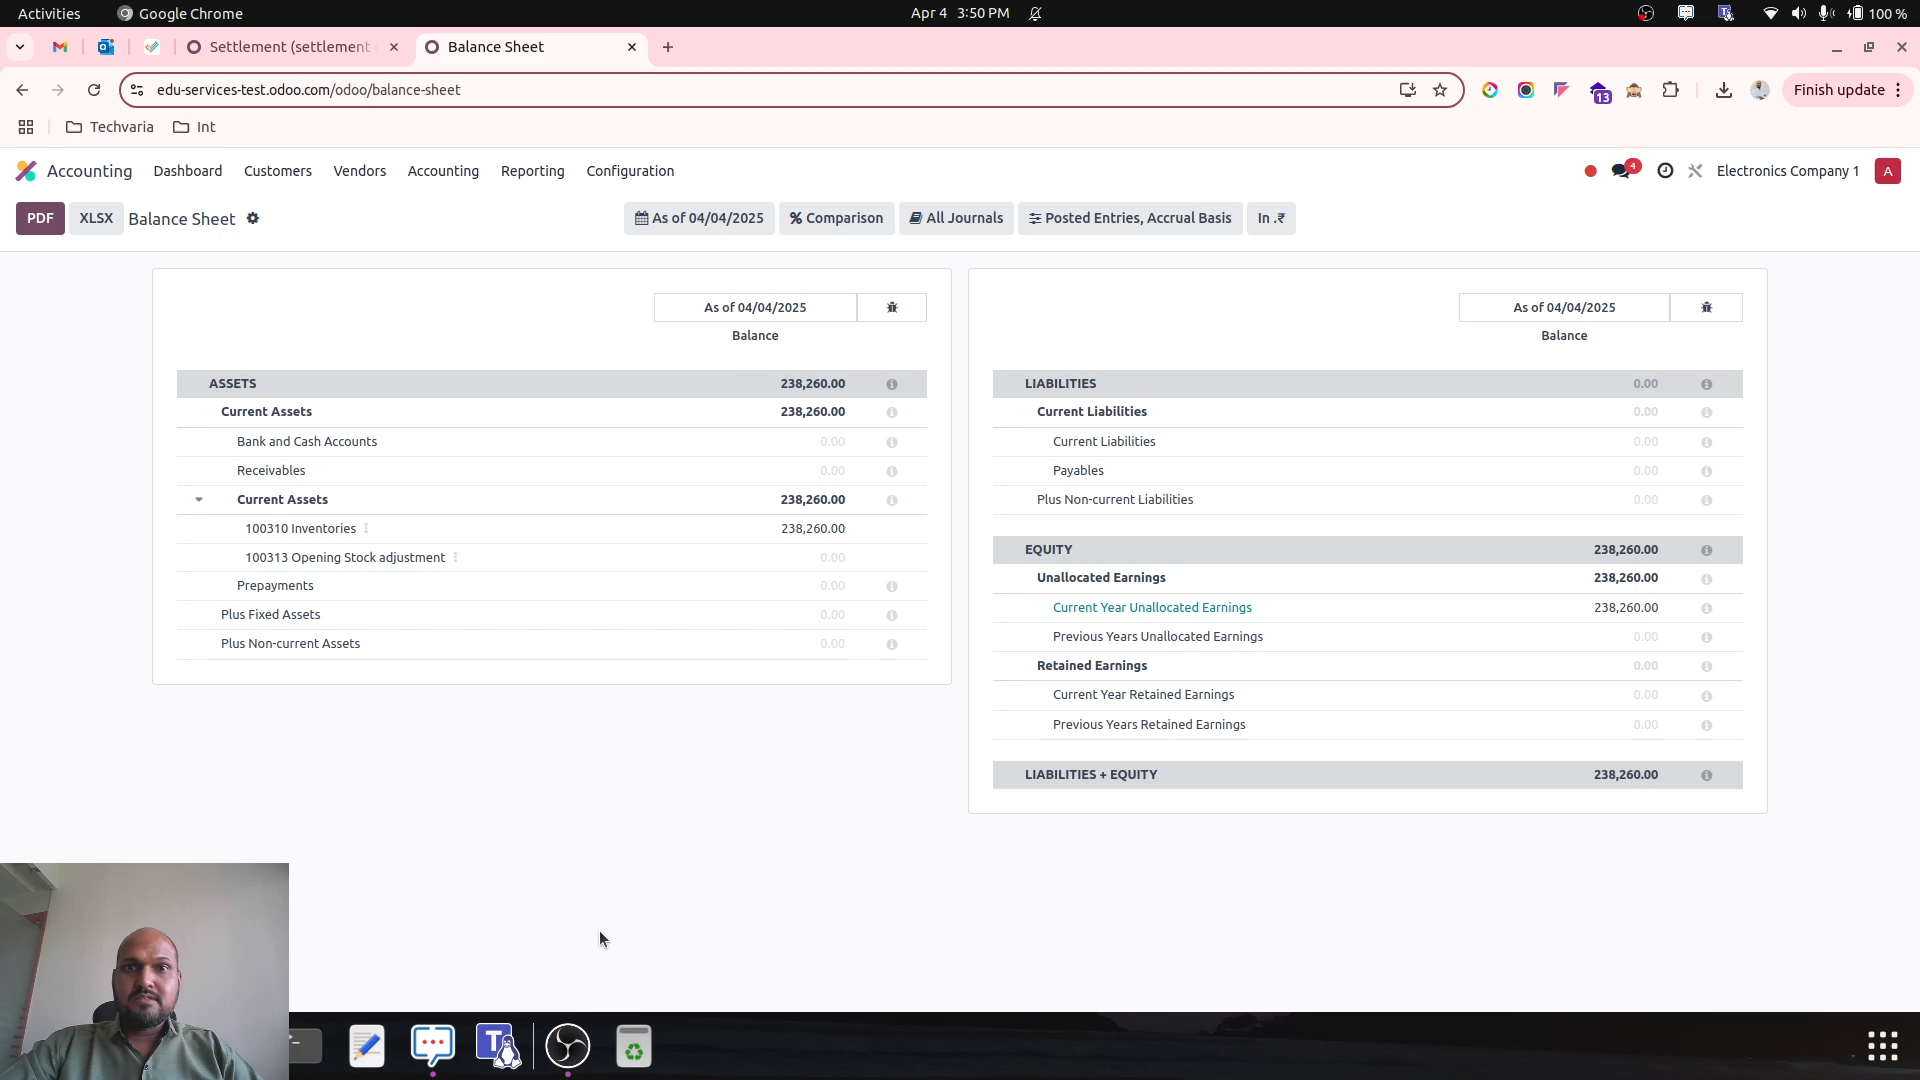 Activities Google Chrome Apr 4 3:50 PM 100 %
Settlement (settlement Balance Sheet
edu-services-test.odoo.com/odoo/balance-sheet 13 Finish update
Techvaria Int
Accounting Dashboard Customers Vendors Accounting Reporting Configuration 4 Electronics Company 1 A
PDF XLSX Balance Sheet As of 04/04/2025 % Comparison All Journals Posted Entries, Accrual Basis In .₹
As of 04/04/2025
Balance
ASSETS 238,260.00
Current Assets 238,260.00
Bank and Cash Accounts 0.00
Receivables 0.00
Current Assets 238,260.00
100310 Inventories 238,260.00
100313 Opening Stock adjustment 0.00
Prepayments 0.00
Plus Fixed Assets 0.00
Plus Non-current Assets 0.00
As of 04/04/2025
Balance
LIABILITIES 0.00
Current Liabilities 0.00
Current Liabilities 0.00
Payables 0.00
Plus Non-current Liabilities 0.00
EQUITY 238,260.00
Unallocated Earnings 238,260.00
Current Year Unallocated Earnings 238,260.00
Previous Years Unallocated Earnings 0.00
Retained Earnings 0.00
Current Year Retained Earnings 0.00
Previous Years Retained Earnings 0.00
LIABILITIES + EQUITY 238,260.00
T